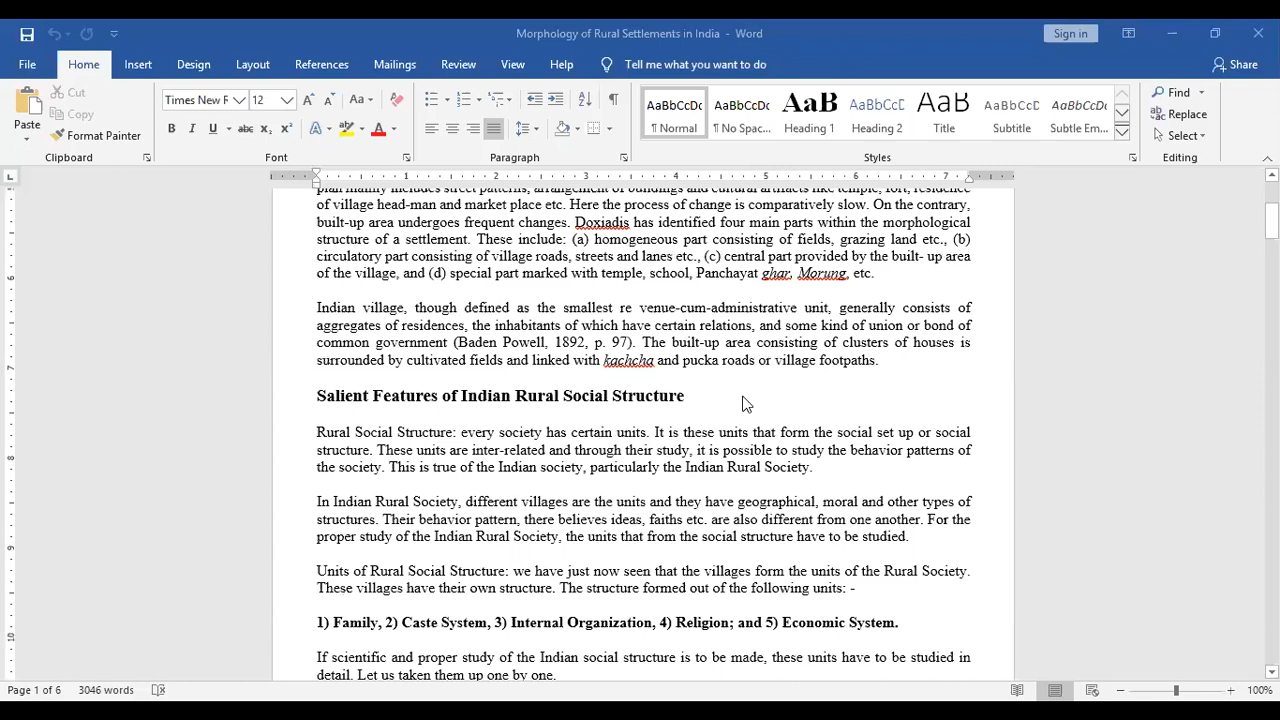 Morphology of Rural Settlements in India - Word
Sign in
File Home Insert Design Layout References Mailings Review View Help Tell me what you want to do Share
Paste
Cut
Copy
Format Painter
Clipboard
Times New R 12
Font
Paragraph
AaBbCcDc AaBbCcDc AaB AaBbCcD AaB AaBbCcD AaBbCcD
¶ Normal ¶ No Spac... Heading 1 Heading 2 Title Subtitle Subtle Em...
Styles
Find
Replace
Select
Editing
plan mainly includes street patterns, arrangement of buildings and cultural artifacts like temple, fort, residence
of village head-man and market place etc. Here the process of change is comparatively slow. On the contrary,
built-up area undergoes frequent changes. Doxiadis has identified four main parts within the morphological
structure of a settlement. These include: (a) homogeneous part consisting of fields, grazing land etc., (b)
circulatory part consisting of village roads, streets and lanes etc., (c) central part provided by the built- up area
of the village, and (d) special part marked with temple, school, Panchayat ghar, Morung, etc.
Indian village, though defined as the smallest re venue-cum-administrative unit, generally consists of
aggregates of residences, the inhabitants of which have certain relations, and some kind of union or bond of
common government (Baden Powell, 1892, p. 97). The built-up area consisting of clusters of houses is
surrounded by cultivated fields and linked with kachcha and pucka roads or village footpaths.
Salient Features of Indian Rural Social Structure
Rural Social Structure: every society has certain units. It is these units that form the social set up or social
structure. These units are inter-related and through their study, it is possible to study the behavior patterns of
the society. This is true of the Indian society, particularly the Indian Rural Society.
In Indian Rural Society, different villages are the units and they have geographical, moral and other types of
structures. Their behavior pattern, there believes ideas, faiths etc. are also different from one another. For the
proper study of the Indian Rural Society, the units that from the social structure have to be studied.
Units of Rural Social Structure: we have just now seen that the villages form the units of the Rural Society.
These villages have their own structure. The structure formed out of the following units: -
1) Family, 2) Caste System, 3) Internal Organization, 4) Religion; and 5) Economic System.
If scientific and proper study of the Indian social structure is to be made, these units have to be studied in
detail. Let us taken them up one by one.
Page 1 of 6 3046 words 100%